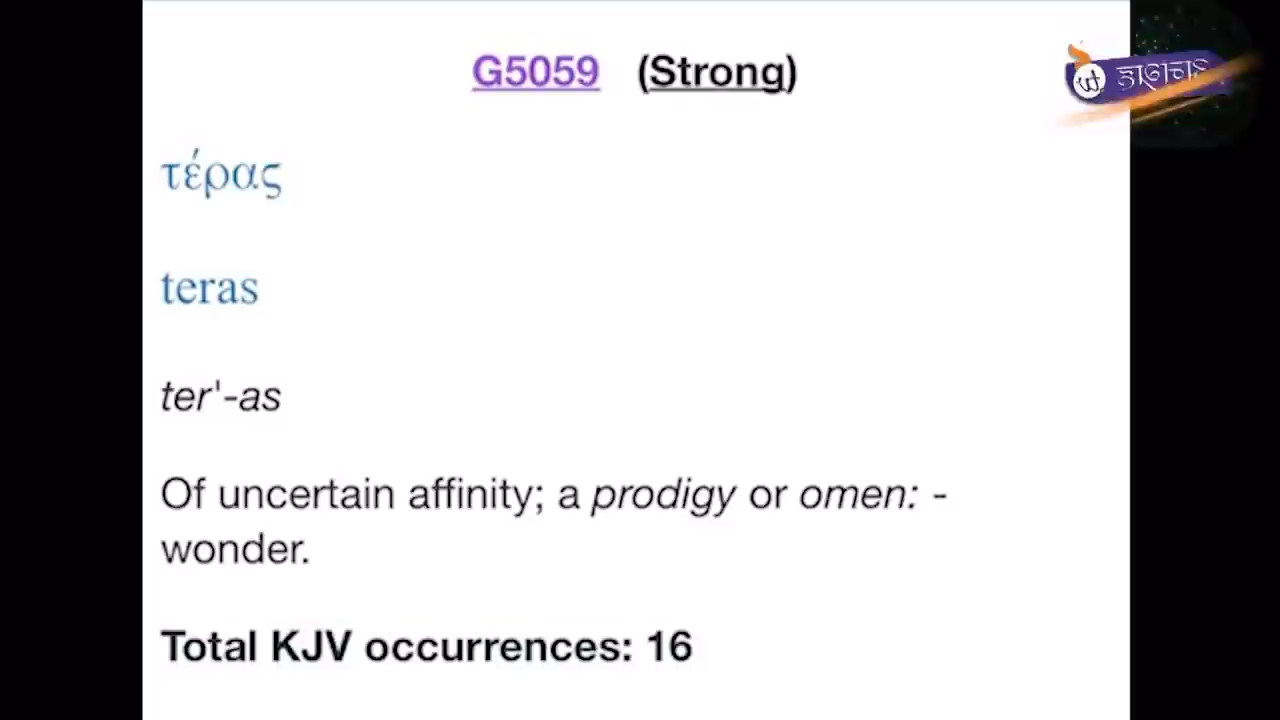 G5059 (Strong)
τέρας
teras
ter'-as
Of uncertain affinity; a prodigy or omen: -
wonder.
Total KJV occurrences: 16